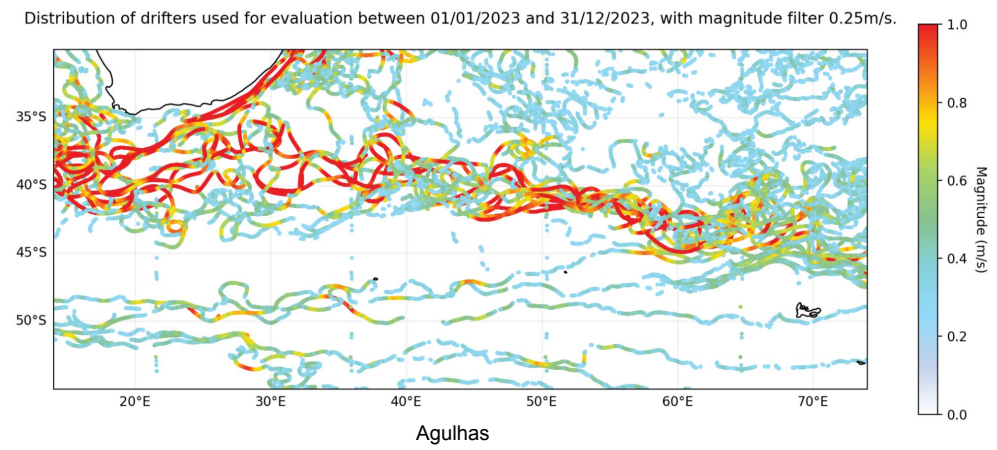 Distribution of drifters used for evaluation between 01/01/2023 and 31/12/2023, with magnitude filter 0.25m/s.
1.0
0.8
0.6
0.4
0.2
0.0
Magnitude (m/s)
35°S
40°S
45°S
50°S
20°E
30°E
40°E
50°E
60°E
70°E
Agulhas